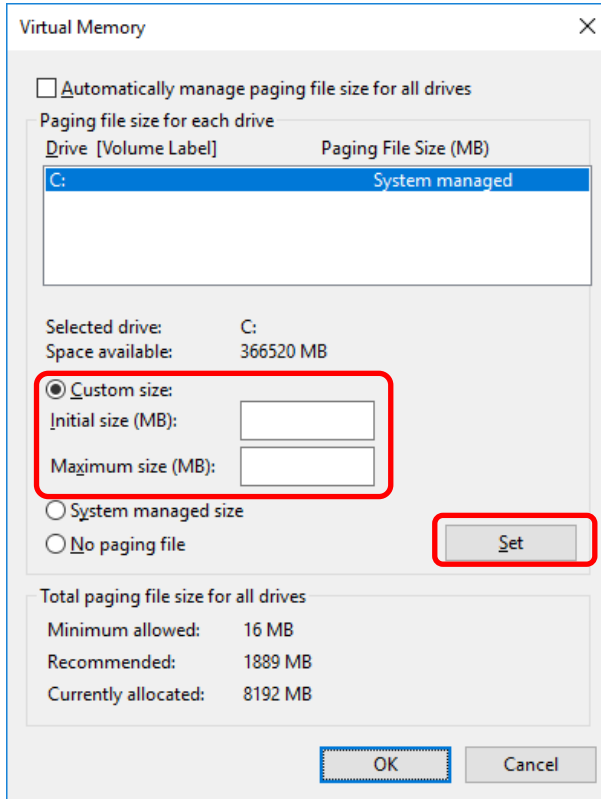 Virtual Memory
Automatically manage paging file size for all drives
Paging file size for each drive
Drive [Volume Label] Paging File Size (MB)
C: System managed
Selected drive: C:
Space available: 366520 MB
Custom size:
Initial size (MB):
Maximum size (MB):
System managed size
No paging file
Set
Total paging file size for all drives
Minimum allowed: 16 MB
Recommended: 1889 MB
Currently allocated: 8192 MB
OK Cancel